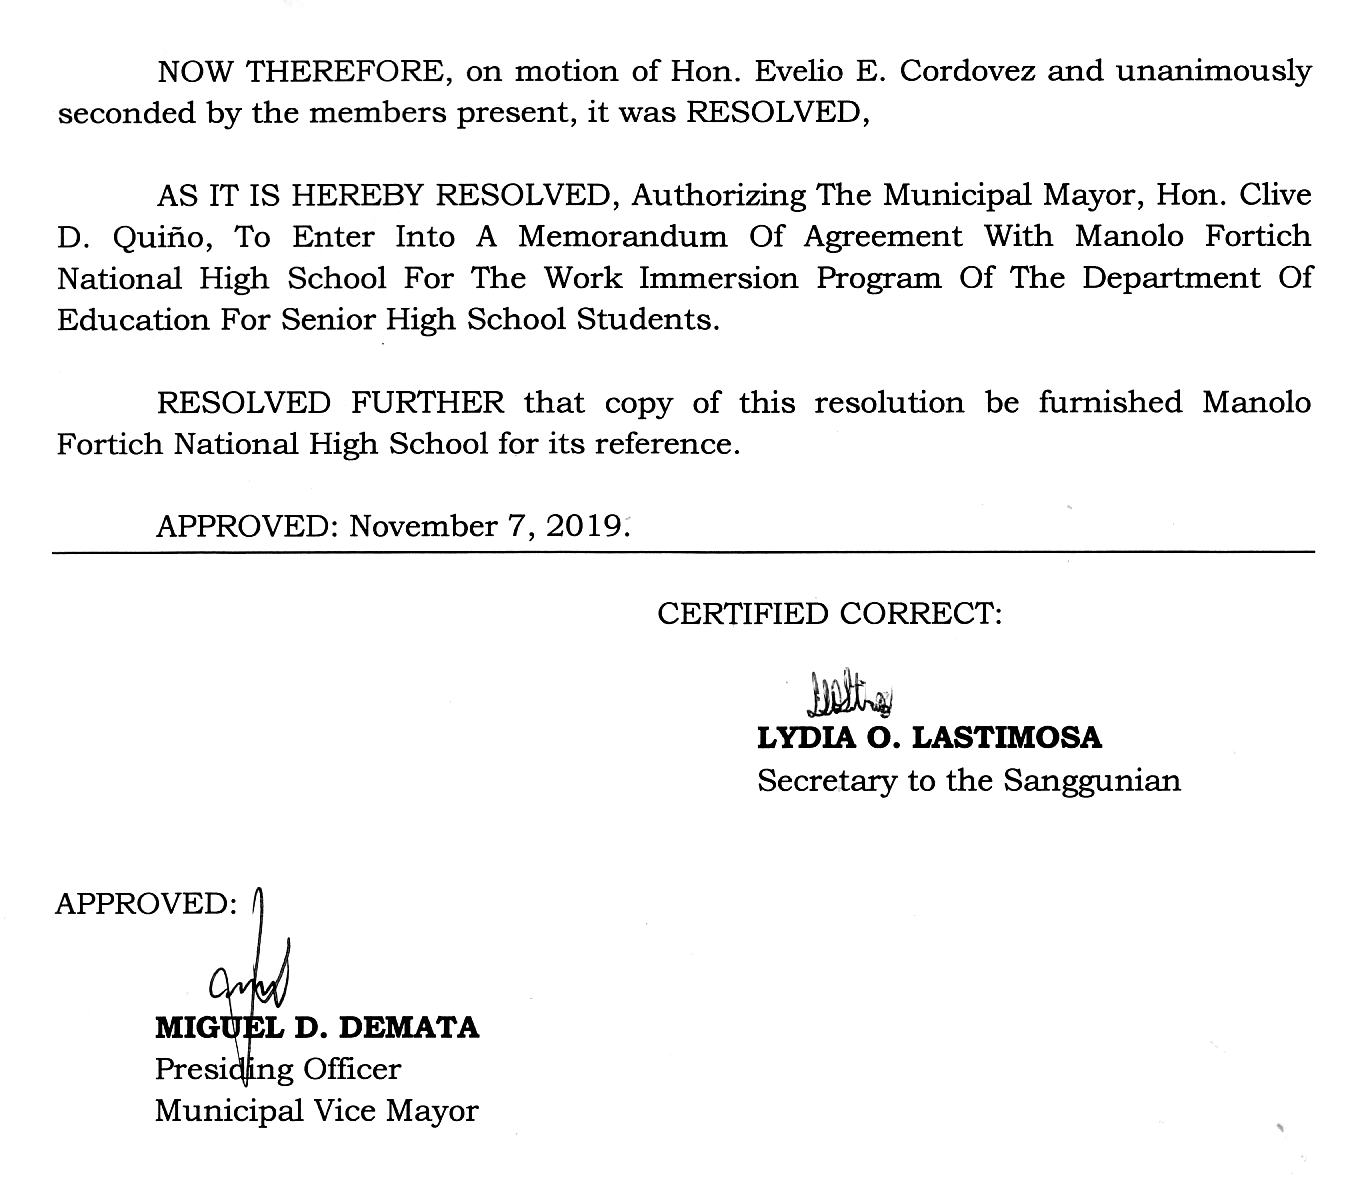 NOW THEREFORE, on motion of Hon. Evelio E. Cordovez and unanimously
seconded by the members present, it was RESOLVED,
AS IT IS HEREBY RESOLVED, Authorizing The Municipal Mayor, Hon. Clive
D. Quiño, To Enter Into A Memorandum Of Agreement With Manolo Fortich
National High School For The Work Immersion Program Of The Department Of
Education For Senior High School Students.
RESOLVED FURTHER that copy of this resolution be furnished Manolo
Fortich National High School for its reference.
APPROVED: November 7, 2019.
CERTIFIED CORRECT:
LYDIA O. LASTIMOSA
Secretary to the Sanggunian
APPROVED:
MIGUEL D. DEMATA
Presiding Officer
Municipal Vice Mayor